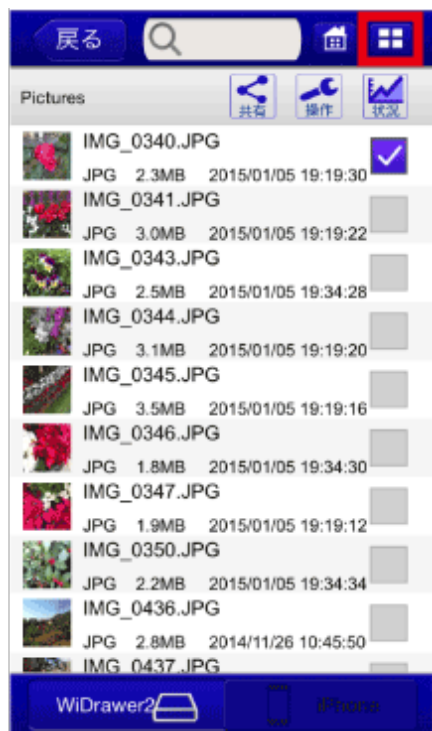 戻る
Pictures
共有
操作
状況
IMG_0340.JPG
JPG 2.3MB 2015/01/05 19:19:30
IMG_0341.JPG
JPG 3.0MB 2015/01/05 19:19:22
IMG_0343.JPG
JPG 2.5MB 2015/01/05 19:34:28
IMG_0344.JPG
JPG 3.1MB 2015/01/05 19:19:20
IMG_0345.JPG
JPG 3.5MB 2015/01/05 19:19:16
IMG_0346.JPG
JPG 1.8MB 2015/01/05 19:34:30
IMG_0347.JPG
JPG 1.9MB 2015/01/05 19:19:12
IMG_0350.JPG
JPG 2.2MB 2015/01/05 19:34:34
IMG_0436.JPG
JPG 2.8MB 2014/11/26 10:45:50
IMG_0437.JPG
WiDrawer2